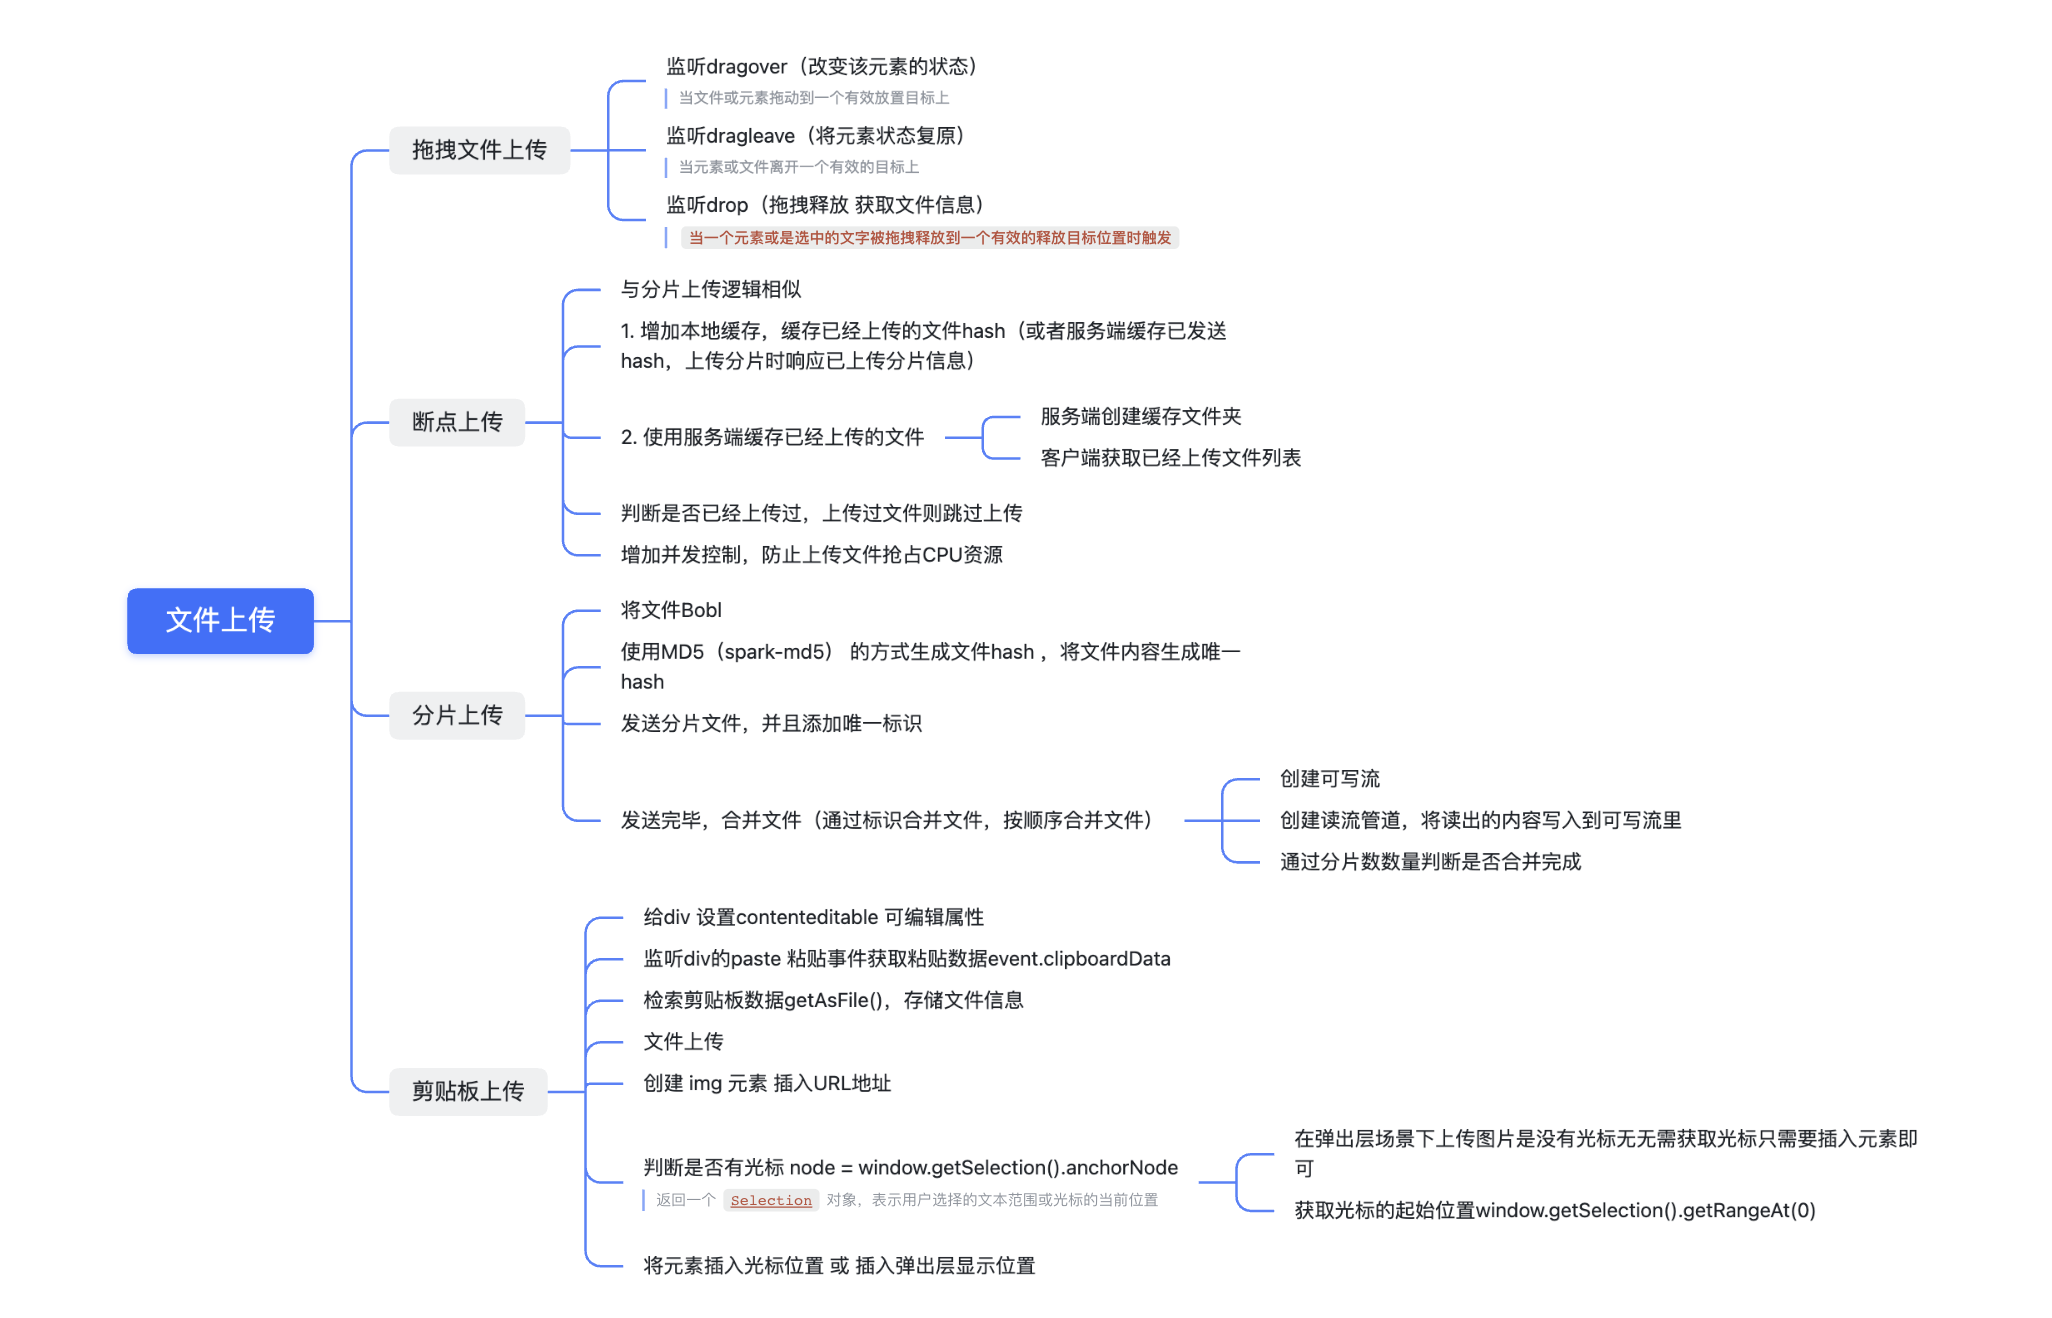 文件上传
拖拽文件上传
监听dragover（改变该元素的状态）
当文件或元素拖动到一个有效放置目标上
监听dragleave（将元素状态复原）
当元素或文件离开一个有效的目标上
监听drop（拖拽释放 获取文件信息）
当一个元素或是选中的文字被拖拽释放到一个有效的释放目标位置时触发
断点上传
与分片上传逻辑相似
1. 增加本地缓存，缓存已经上传的文件hash（或者服务端缓存已发送
hash，上传分片时响应已上传分片信息）
2. 使用服务端缓存已经上传的文件
服务端创建缓存文件夹
客户端获取已经上传文件列表
判断是否已经上传过，上传过文件则跳过上传
增加并发控制，防止上传文件抢占CPU资源
分片上传
将文件Bobl
使用MD5（spark-md5） 的方式生成文件hash ，将文件内容生成唯一
hash
发送分片文件，并且添加唯一标识
发送完毕，合并文件（通过标识合并文件，按顺序合并文件）
创建可写流
创建读流管道，将读出的内容写入到可写流里
通过分片数数量判断是否合并完成
剪贴板上传
给div 设置contenteditable 可编辑属性
监听div的paste 粘贴事件获取粘贴数据event.clipboardData
检索剪贴板数据getAsFile()，存储文件信息
文件上传
创建 img 元素 插入URL地址
判断是否有光标 node = window.getSelection().anchorNode
返回一个 Selection 对象，表示用户选择的文本范围或光标的当前位置
在弹出层场景下上传图片是没有光标无无需获取光标只需要插入元素即
可
获取光标的起始位置window.getSelection().getRangeAt(0)
将元素插入光标位置 或 插入弹出层显示位置